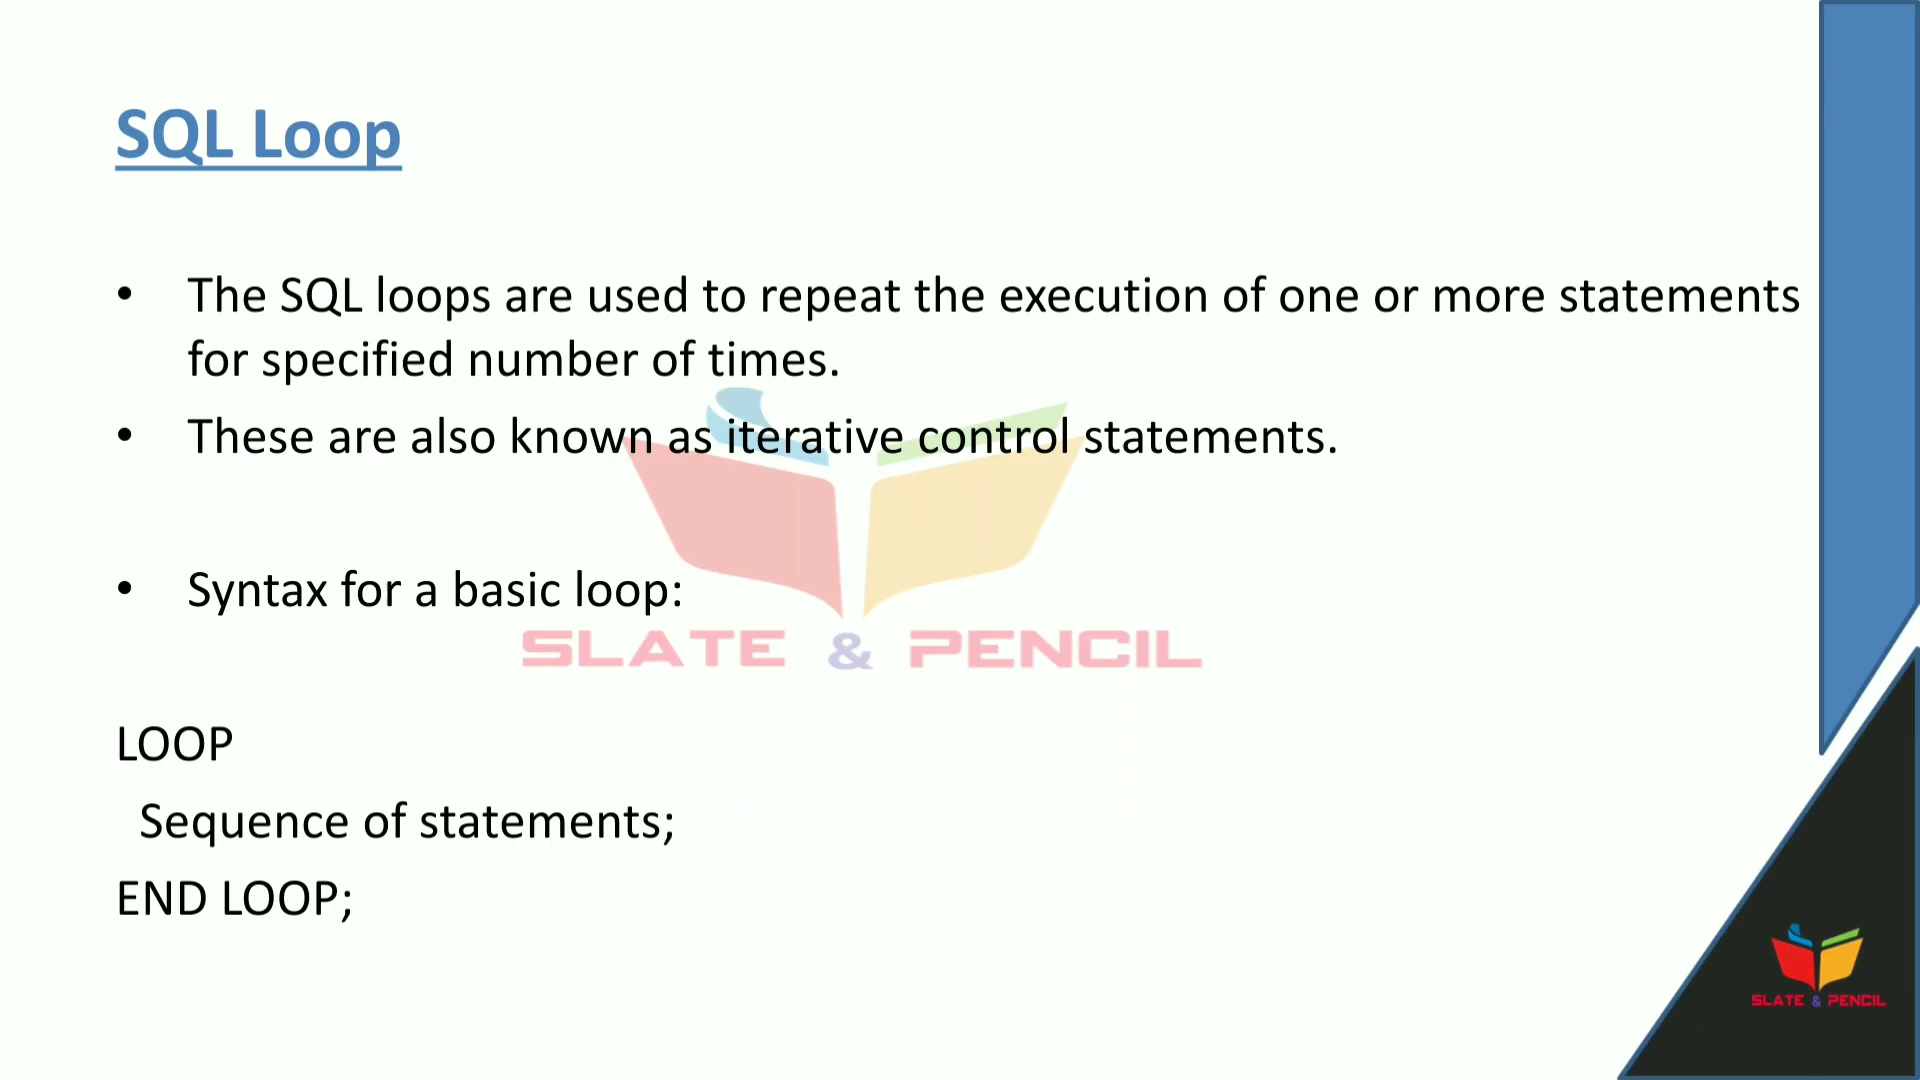 SQL Loop
• The SQL loops are used to repeat the execution of one or more statements
for specified number of times.
• These are also known as iterative control statements.
• Syntax for a basic loop:
SLATE & PENCIL
LOOP
Sequence of statements;
END LOOP;
SLATE & PENCIL